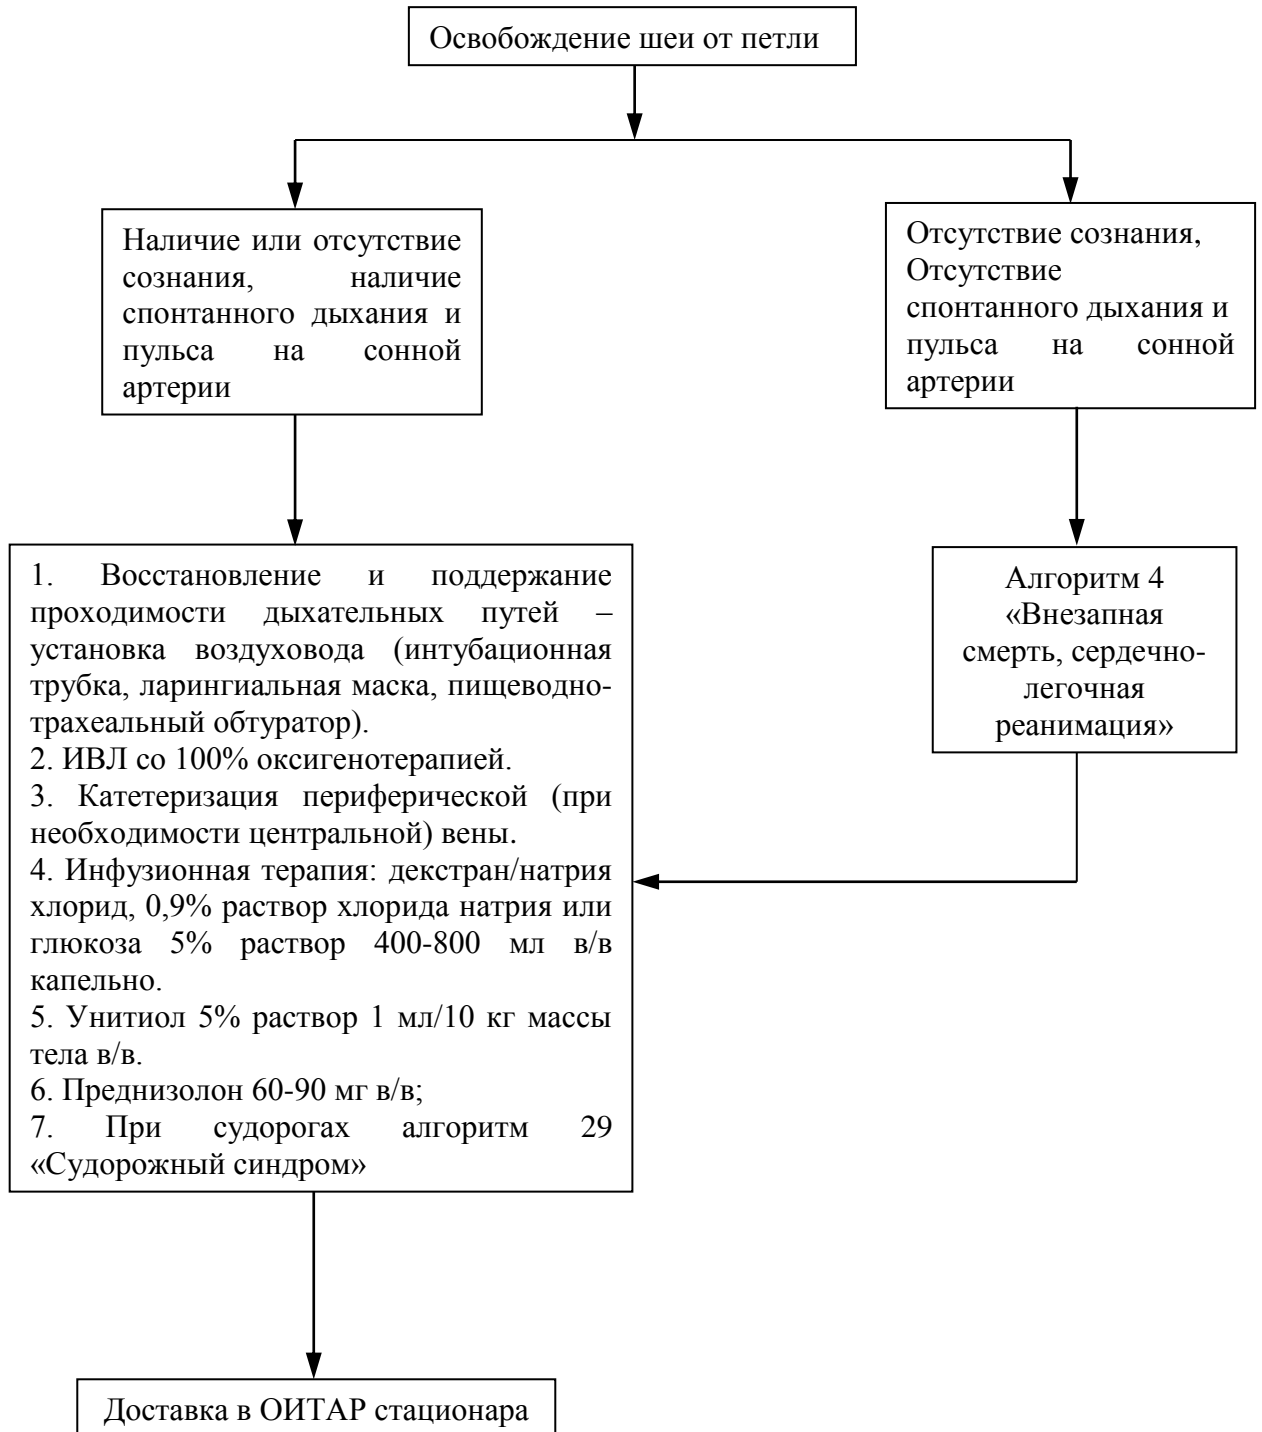 Освобождение шеи от петли
Наличие или отсутствие
сознания, наличие
спонтанного дыхания и
пульса на сонной
артерии
Отсутствие сознания,
Отсутствие
спонтанного дыхания и
пульса на сонной
артерии
1. Восстановление и поддержание
проходимости дыхательных путей –
установка воздуховода (интубационная
трубка, ларингиальная маска, пищеводно-
трахеальный обтуратор).
2. ИВЛ со 100% оксигенотерапией.
3. Катетеризация периферической (при
необходимости центральной) вены.
4. Инфузионная терапия: декстран/натрия
хлорид, 0,9% раствор хлорида натрия или
глюкоза 5% раствор 400-800 мл в/в
капельно.
5. Унитиол 5% раствор 1 мл/10 кг массы
тела в/в.
6. Преднизолон 60-90 мг в/в;
7. При судорогах алгоритм 29
«Судорожный синдром»
Алгоритм 4
«Внезапная
смерть, сердечно-
легочная
реанимация»
Доставка в ОИТАР стационара